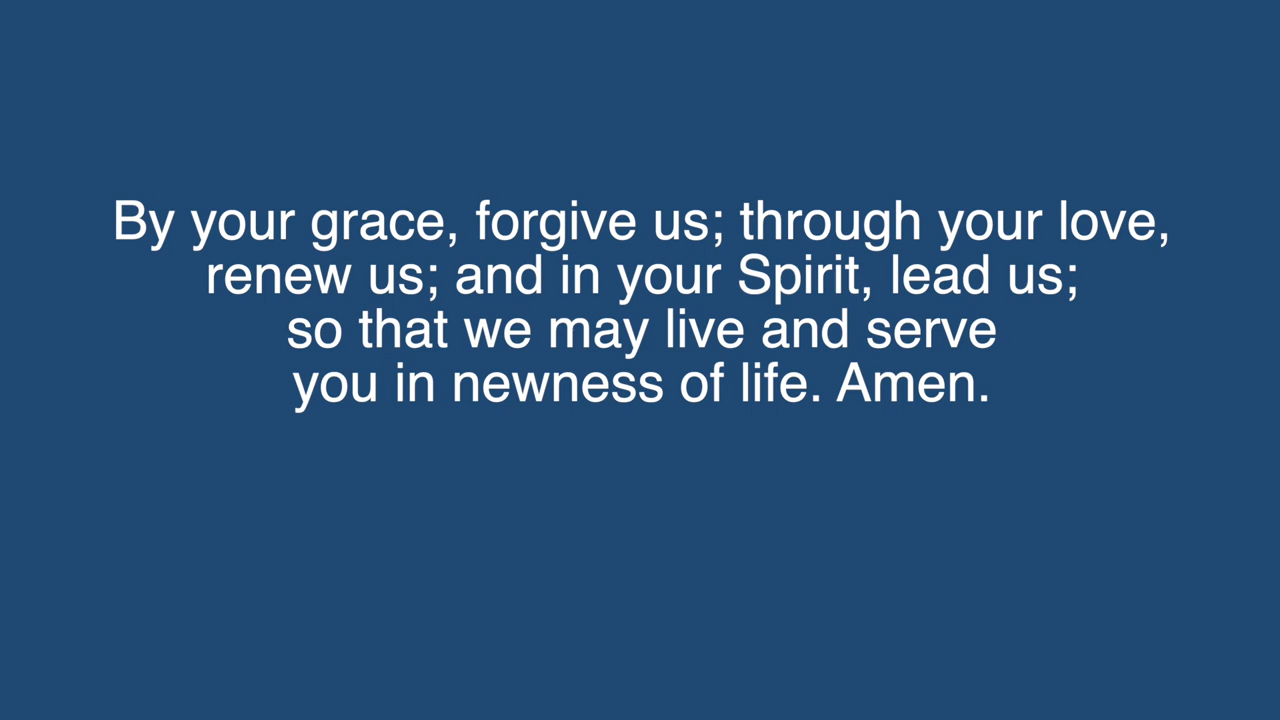 By your grace, forgive us; through your love,
renew us; and in your Spirit, lead us;
so that we may live and serve
you in newness of life. Amen.